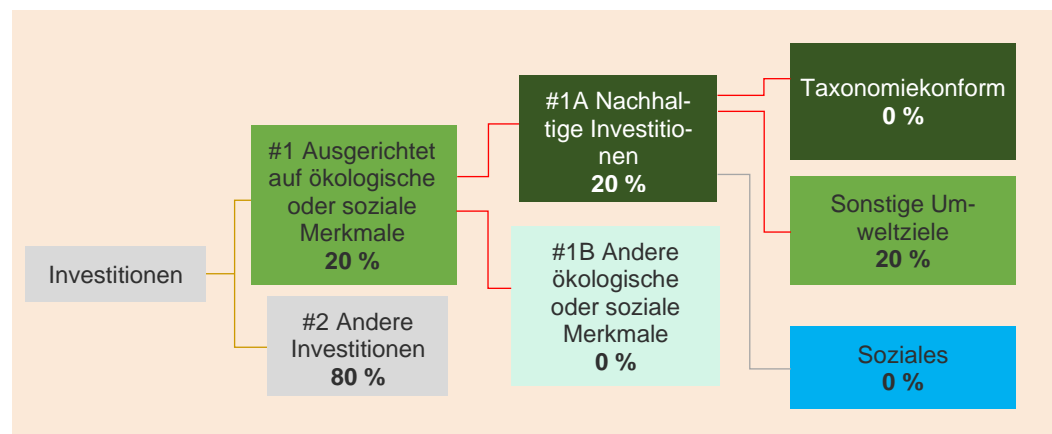 Investitionen
#1 Ausgerichtet
auf ökologische
oder soziale
Merkmale
20 %
#2 Andere
Investitionen
80 %
#1A Nachhal-
tige Investitio-
nen
20 %
#1B Andere
ökologische
oder soziale
Merkmale
0 %
Taxonomiekonform
0 %
Sonstige Um-
weltziele
20 %
Soziales
0 %